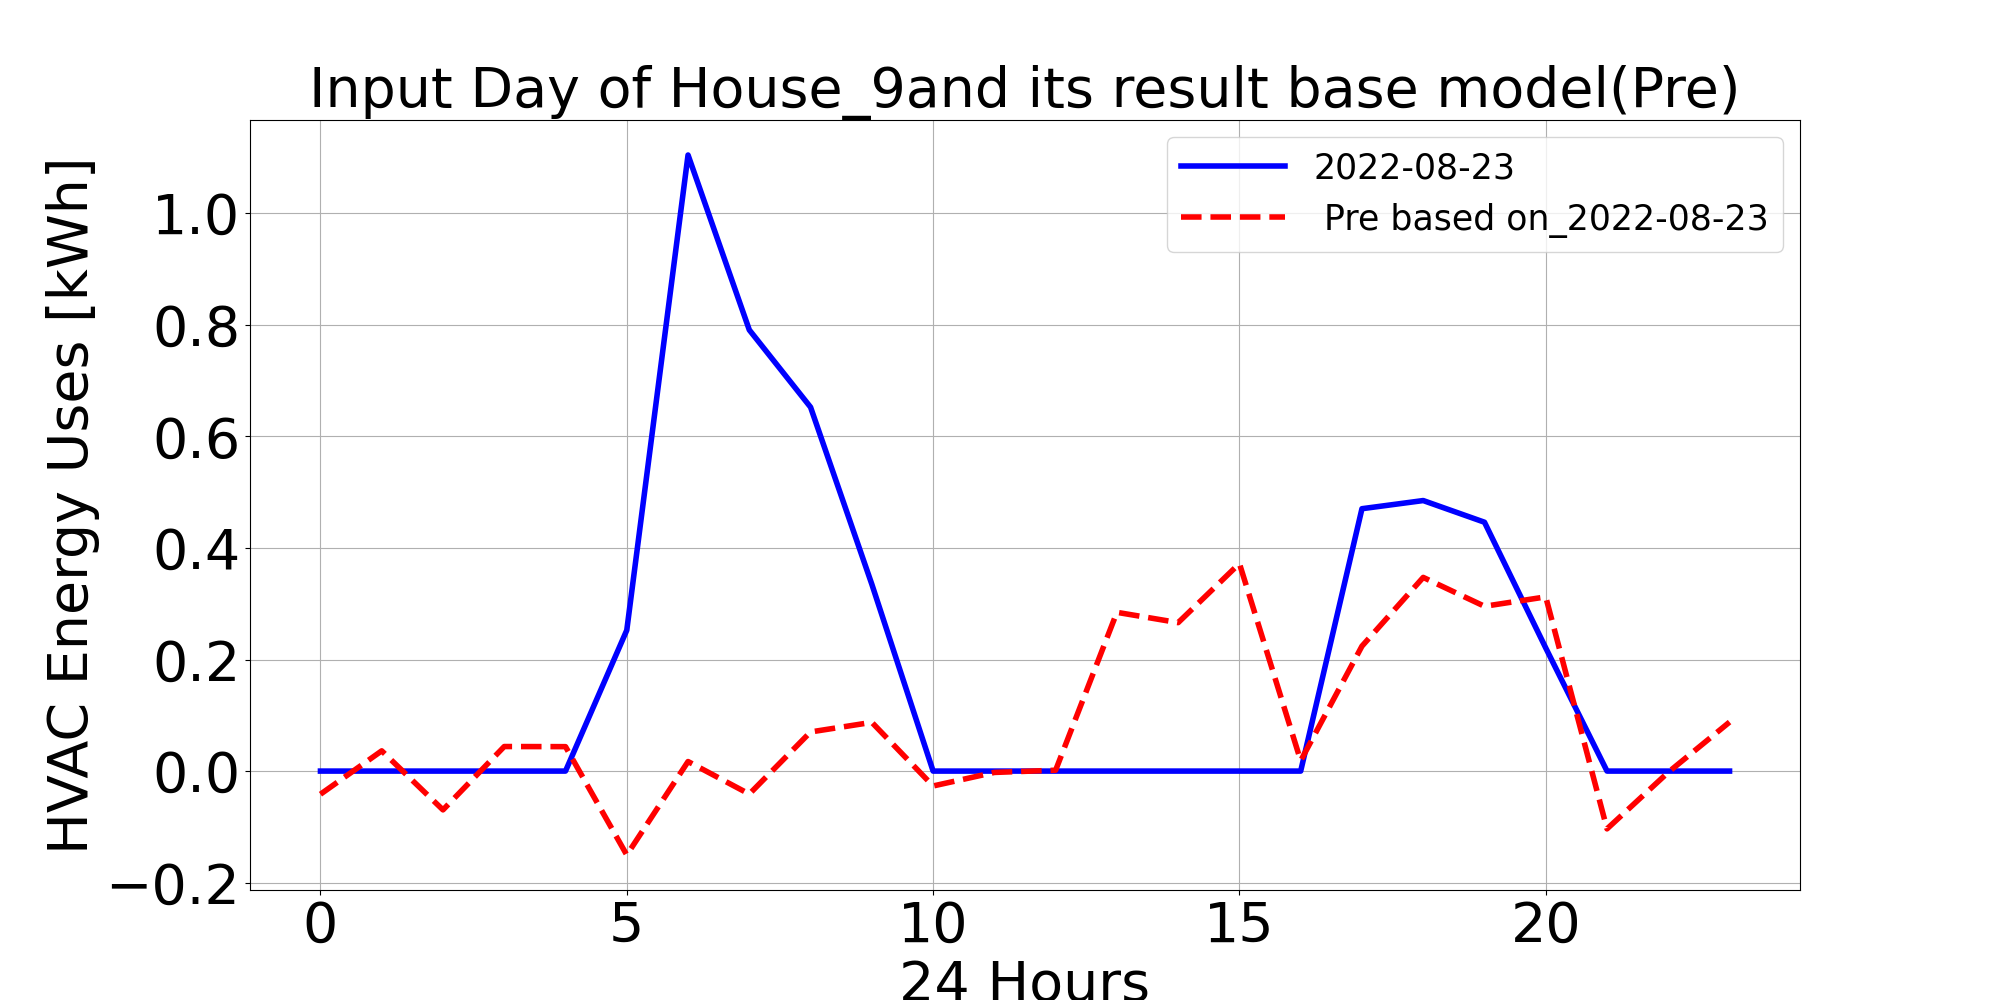 Input Day of House_9and its result base model(Pre)
HVAC Energy Uses [kWh]
1.0
0.8
0.6
0.4
0.2
0.0
−0.2
2022-08-23
Pre based on_2022-08-23
0 5 10 15 20
24 Hours